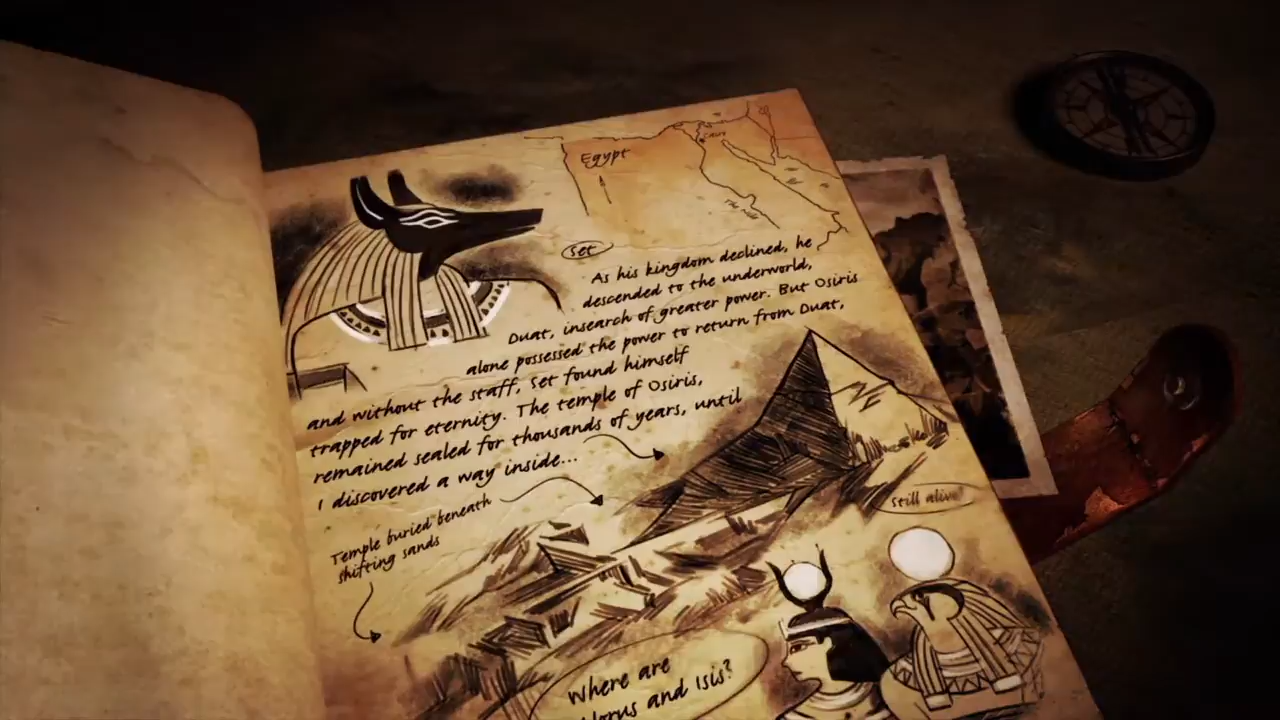 Egypt
Cairo
The Nile
Set
As his kingdom declined, he
descended to the underworld,
Duat, insearch of greater power. But Osiris
alone possessed the power to return from Duat,
and without the staff, Set found himself
trapped for eternity. The temple of Osiris,
remained sealed for thousands of years, until
I discovered a way inside...
Temple buried beneath
shifting sands
Still alive?
Where are
Horus and Isis?